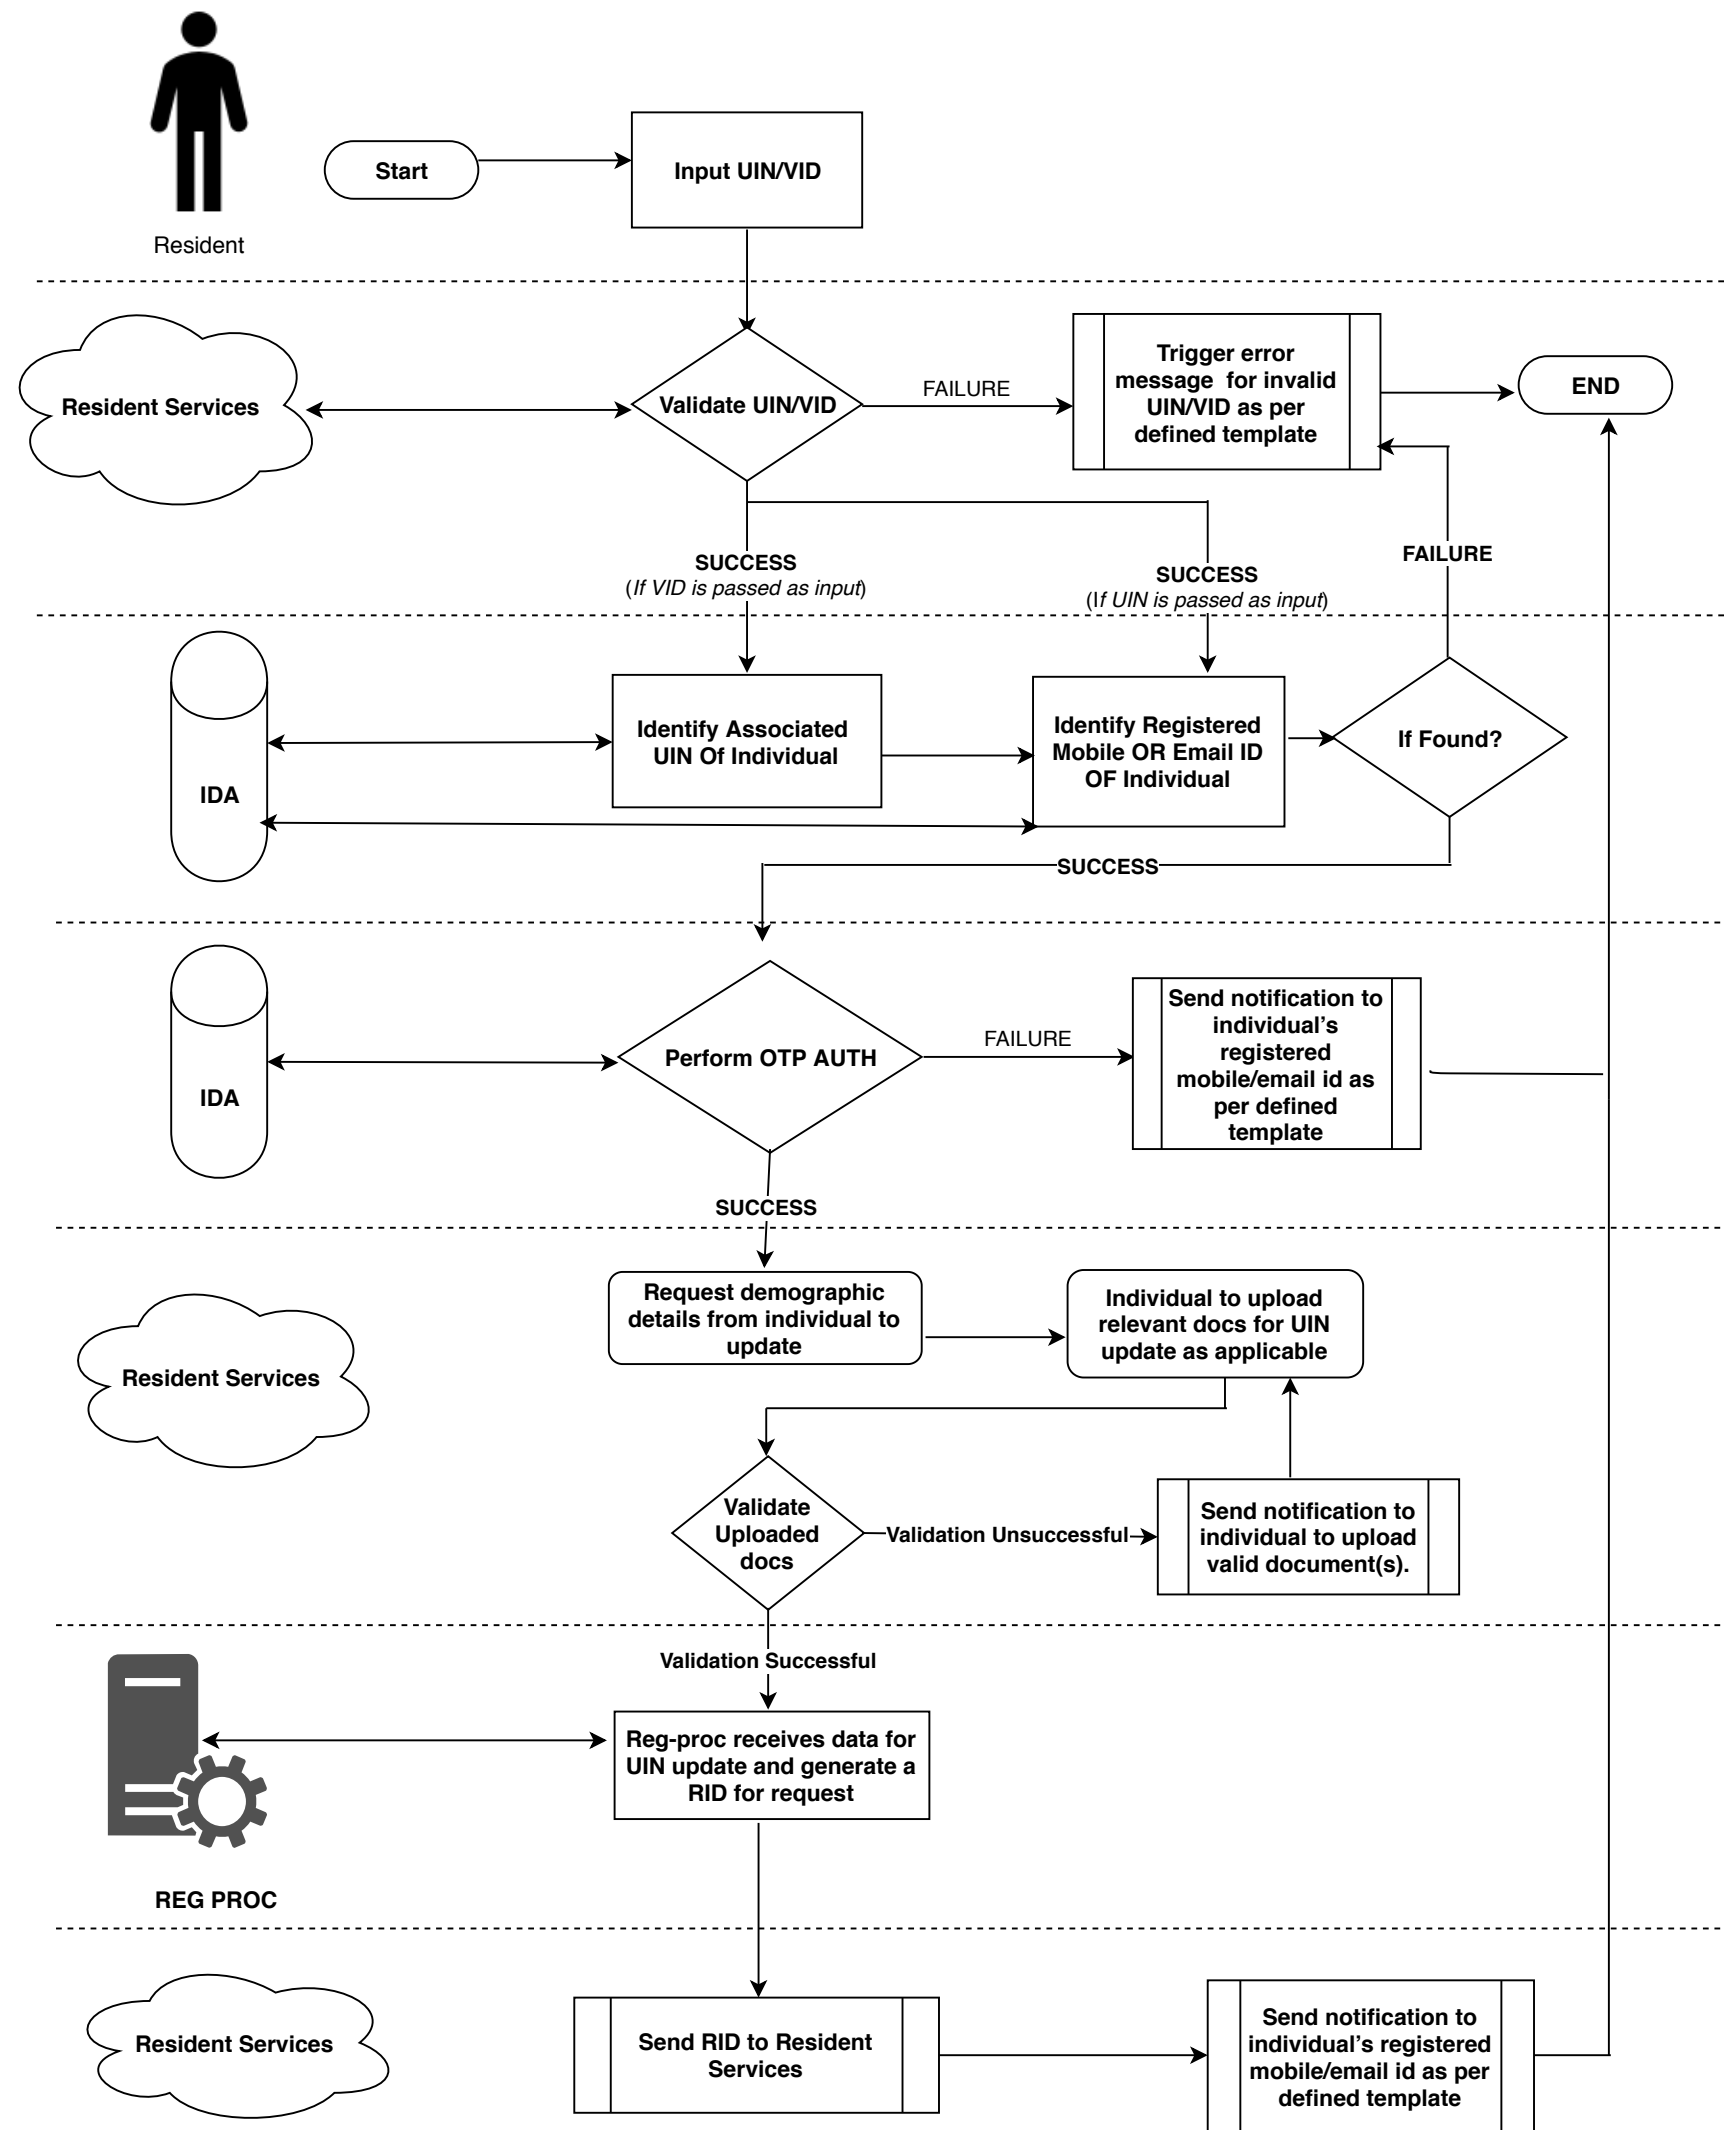 Resident
Start
Input UIN/VID
Resident Services
Validate UIN/VID
FAILURE
Trigger error
message for invalid
UIN/VID as per
defined template
END
SUCCESS
(If VID is passed as input)
SUCCESS
(If UIN is passed as input)
FAILURE
IDA
Identify Associated
UIN Of Individual
Identify Registered
Mobile OR Email ID
OF Individual
If Found?
SUCCESS
IDA
Perform OTP AUTH
FAILURE
Send notification to
individual’s
registered
mobile/email id as
per defined
template
SUCCESS
Resident Services
Request demographic
details from individual to
update
Individual to upload
relevant docs for UIN
update as applicable
Validate
Uploaded
docs
Validation Unsuccessful
Send notification to
individual to upload
valid document(s).
Validation Successful
REG PROC
Reg-proc receives data for
UIN update and generate a
RID for request
Resident Services
Send RID to Resident
Services
Send notification to
individual’s registered
mobile/email id as per
defined template